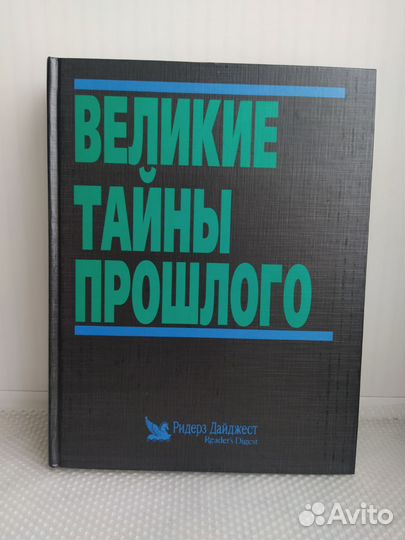 ВЕЛИКИЕ
ТАЙНЫ
ПРОШЛОГО
Ридерз Дайджест
Reader's Digest
Avito